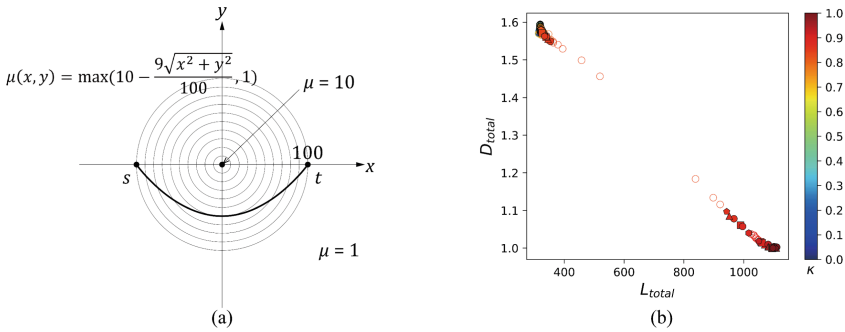 y
μ(x, y) = max(10 − 9√x² + y² / 100, 1)
μ = 10
100
x
s
t
μ = 1
(a)
D_total
1.6
1.5
1.4
1.3
1.2
1.1
1.0
400
600
800
1000
L_total
1.0
0.9
0.8
0.7
0.6
0.5
0.4
0.3
0.2
0.1
0.0
κ
(b)